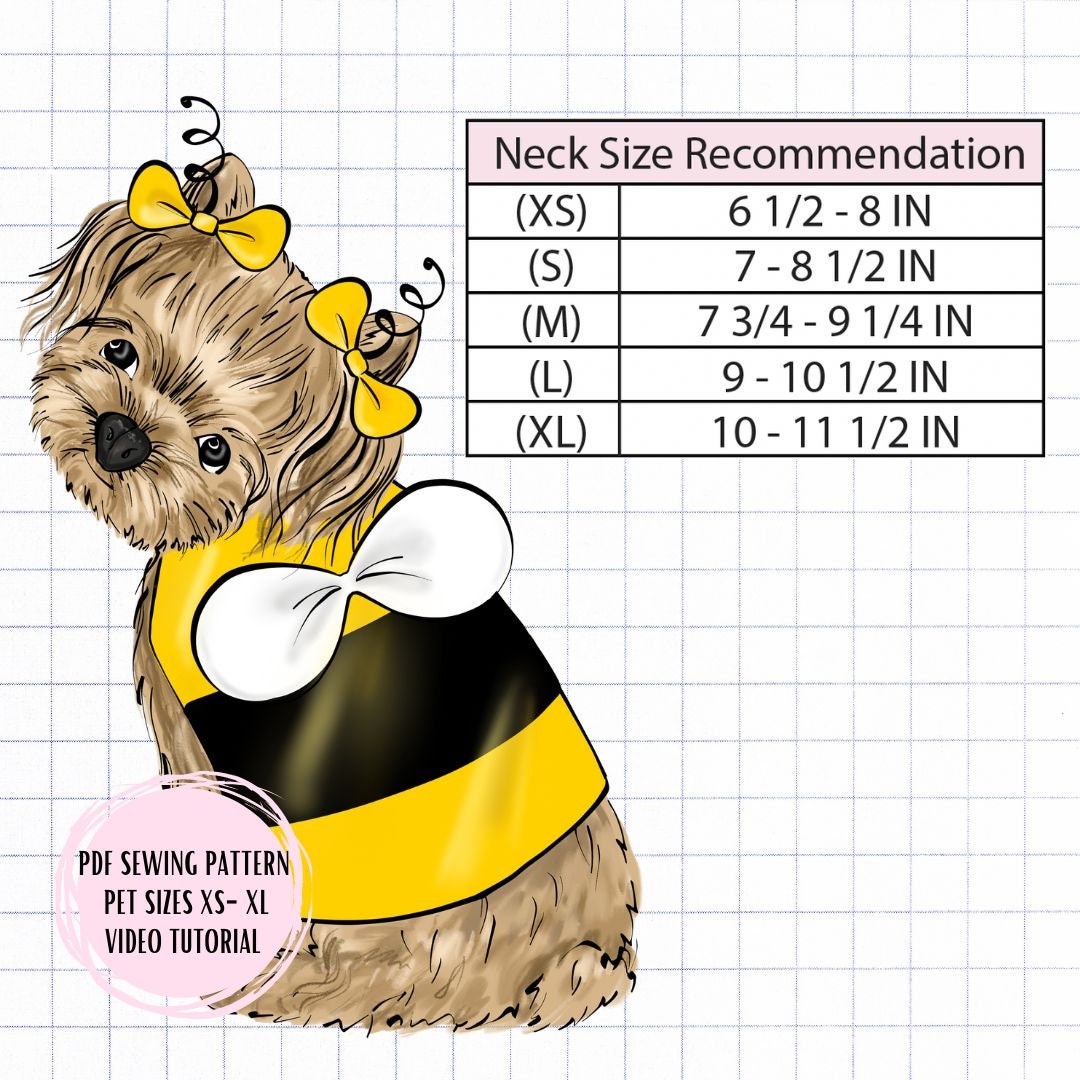 Neck Size Recommendation
(XS) 6 1/2 - 8 IN
(S) 7 - 8 1/2 IN
(M) 7 3/4 - 9 1/4 IN
(L) 9 - 10 1/2 IN
(XL) 10 - 11 1/2 IN
PDF SEWING PATTERN
PET SIZES XS- XL
VIDEO TUTORIAL